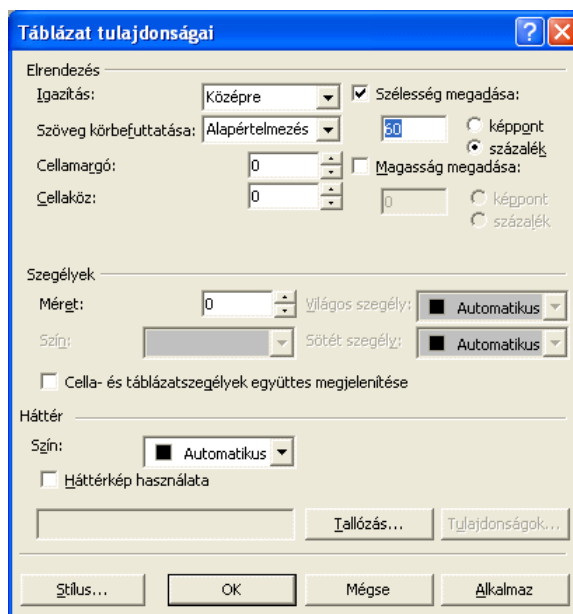 Táblázat tulajdonságai
Elrendezés
Igazítás: Középre Szélesség megadása:
Szöveg körbefuttatása: Alapértelmezés 60 képpont
százalék
Cellamargó: 0 Magasság megadása:
Cellaköz: 0 0 képpont
százalék
Szegélyek
Méret: 0 Világos szegély: Automatikus
Szín: Sötét szegély: Automatikus
Cella- és táblázatszegélyek együttes megjelenítése
Háttér
Szín: Automatikus
Háttérkép használata
Tallózás... Tulajdonságok...
Stílus... OK Mégse Alkalmaz